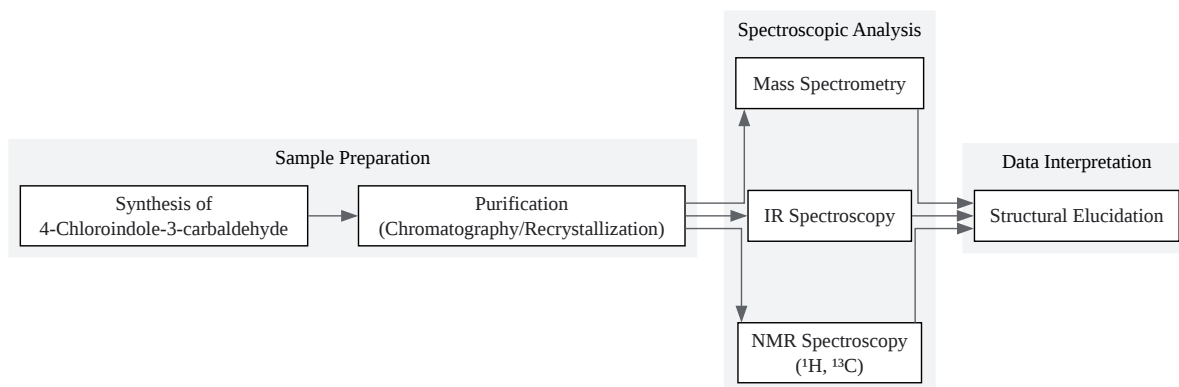 Sample Preparation
Synthesis of
4-Chloroindole-3-carbaldehyde
Purification
(Chromatography/Recrystallization)
Spectroscopic Analysis
Mass Spectrometry
IR Spectroscopy
NMR Spectroscopy
(¹H, ¹³C)
Data Interpretation
Structural Elucidation